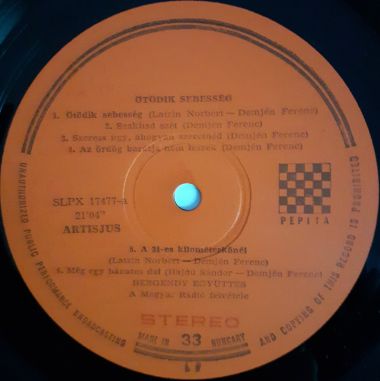 ÖTÖDIK SEBESSÉG
1. Ötödik sebesség (Latzin Norbert — Demjén Ferenc)
2. Szakítsd szét (Demjén Ferenc)
3. Szeress úgy, ahogyan szeretnéd (Demjén Ferenc)
4. Az ördög barátja nem leszek (Demjén Ferenc)
SLPX 17477-a
21'04"
ARTISJUS
PEPITA
5. A 21-es kilométerkőnél
(Latzin Norbert — Demjén Ferenc)
6. Még egy bánatos dal (Hajdu Sándor — Demjén Ferenc)
BERGENDY EGYÜTTES
A Magyar Rádió felvétele
STEREO
MADE IN 33 HUNGARY
LP
UNAUTHORIZED PUBLIC PERFORMANCE BROADCASTING
AND COPYING OF THIS RECORD IS PROHIBITED